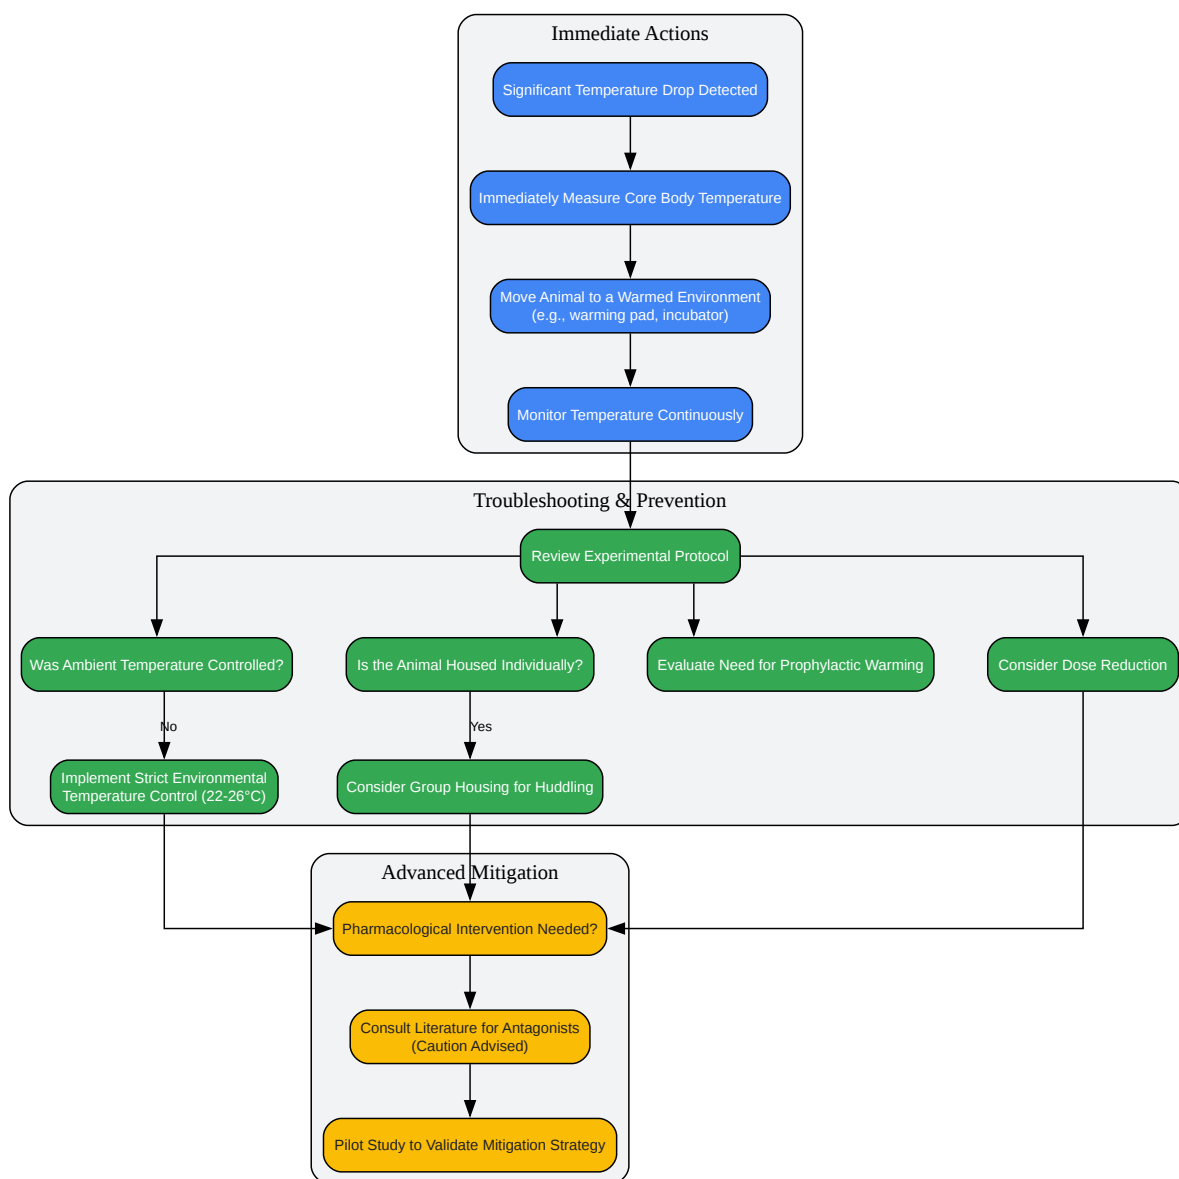 Immediate Actions
Significant Temperature Drop Detected
Immediately Measure Core Body Temperature
Move Animal to a Warmed Environment
(e.g., warming pad, incubator)
Monitor Temperature Continuously
Troubleshooting & Prevention
Review Experimental Protocol
Was Ambient Temperature Controlled?
Is the Animal Housed Individually?
Evaluate Need for Prophylactic Warming
Consider Dose Reduction
No
Yes
Implement Strict Environmental
Temperature Control (22-26°C)
Consider Group Housing for Huddling
Advanced Mitigation
Pharmacological Intervention Needed?
Consult Literature for Antagonists
(Caution Advised)
Pilot Study to Validate Mitigation Strategy